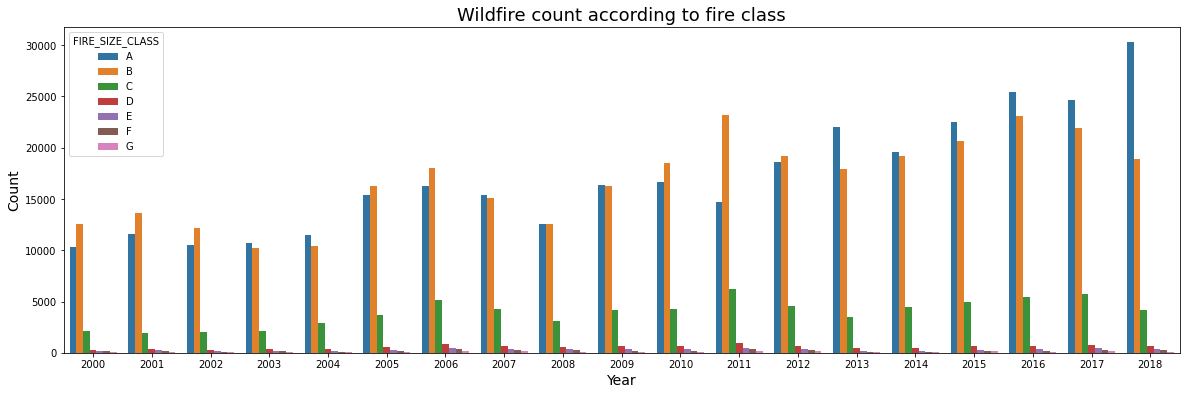 Wildfire count according to fire class
FIRE_SIZE_CLASS
A
B
C
D
E
F
G
Count
30000
25000
20000
15000
10000
5000
0
2000 2001 2002 2003 2004 2005 2006 2007 2008 2009 2010 2011 2012 2013 2014 2015 2016 2017 2018
Year